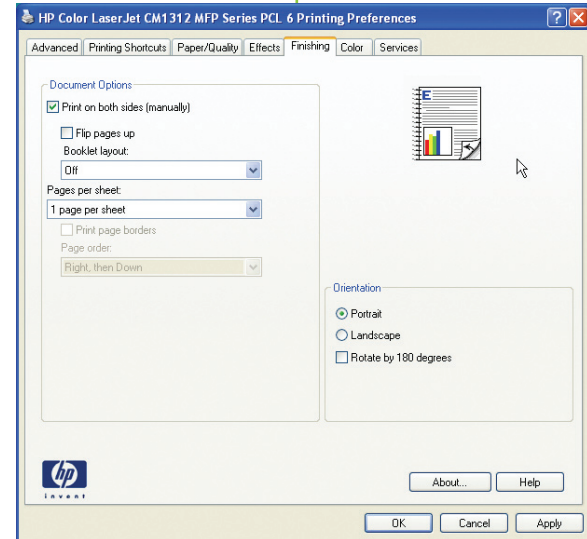 HP Color LaserJet CM1312 MFP Series PCL 6 Printing Preferences
Advanced Printing Shortcuts Paper/Quality Effects Finishing Color Services
Document Options
Print on both sides (manually)
Flip pages up
Booklet layout:
Off
Pages per sheet:
1 page per sheet
Print page borders
Page order:
Right, then Down
E
Orientation
Portrait
Landscape
Rotate by 180 degrees
hp
invent
About... Help
OK Cancel Apply